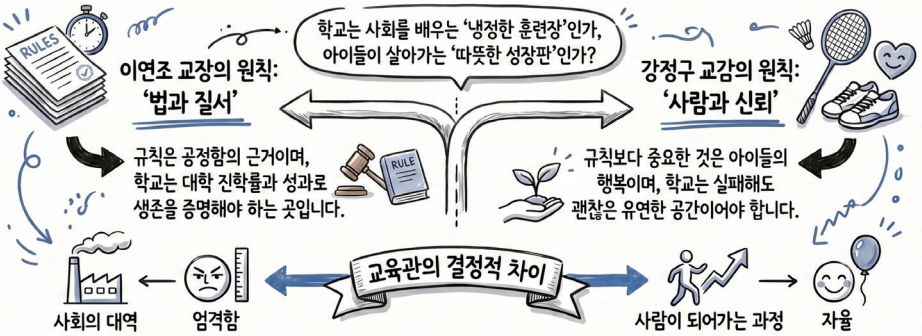 학교는 사회를 배우는 ‘냉정한 훈련장’인가,
아이들이 살아가는 ‘따뜻한 성장판’인가?
RULES
이연조 교장의 원칙:
‘법과 질서’
규칙은 공정함의 근거이며,
학교는 대학 진학률과 성과로
생존을 증명해야 하는 곳입니다.
RULE
강정구 교감의 원칙:
‘사람과 신뢰’
규칙보다 중요한 것은 아이들의
행복이며, 학교는 실패해도
괜찮은 유연한 공간이어야 합니다.
교육관의 결정적 차이
사회의 대역
엄격함
사람이 되어가는 과정
자율